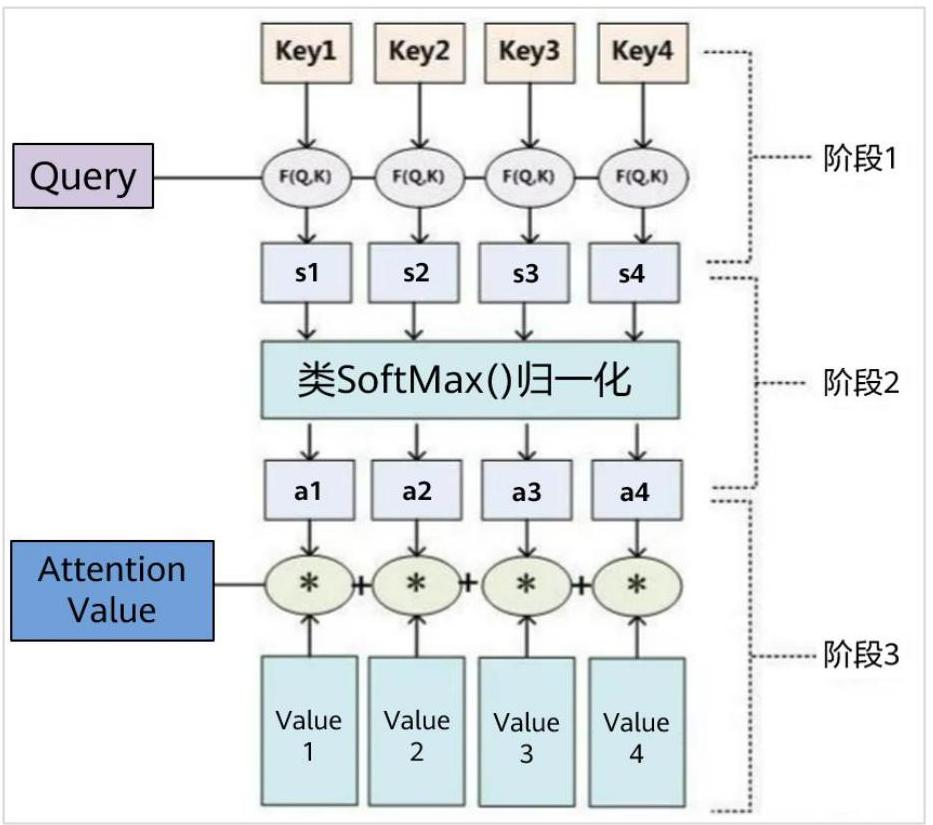 Key1 Key2 Key3 Key4
阶段1
Query F(Q,K) F(Q,K) F(Q,K) F(Q,K)
s1 s2 s3 s4
类SoftMax()归一化
阶段2
a1 a2 a3 a4
Attention
Value
* + * + * + *
阶段3
Value
1
Value
2
Value
3
Value
4